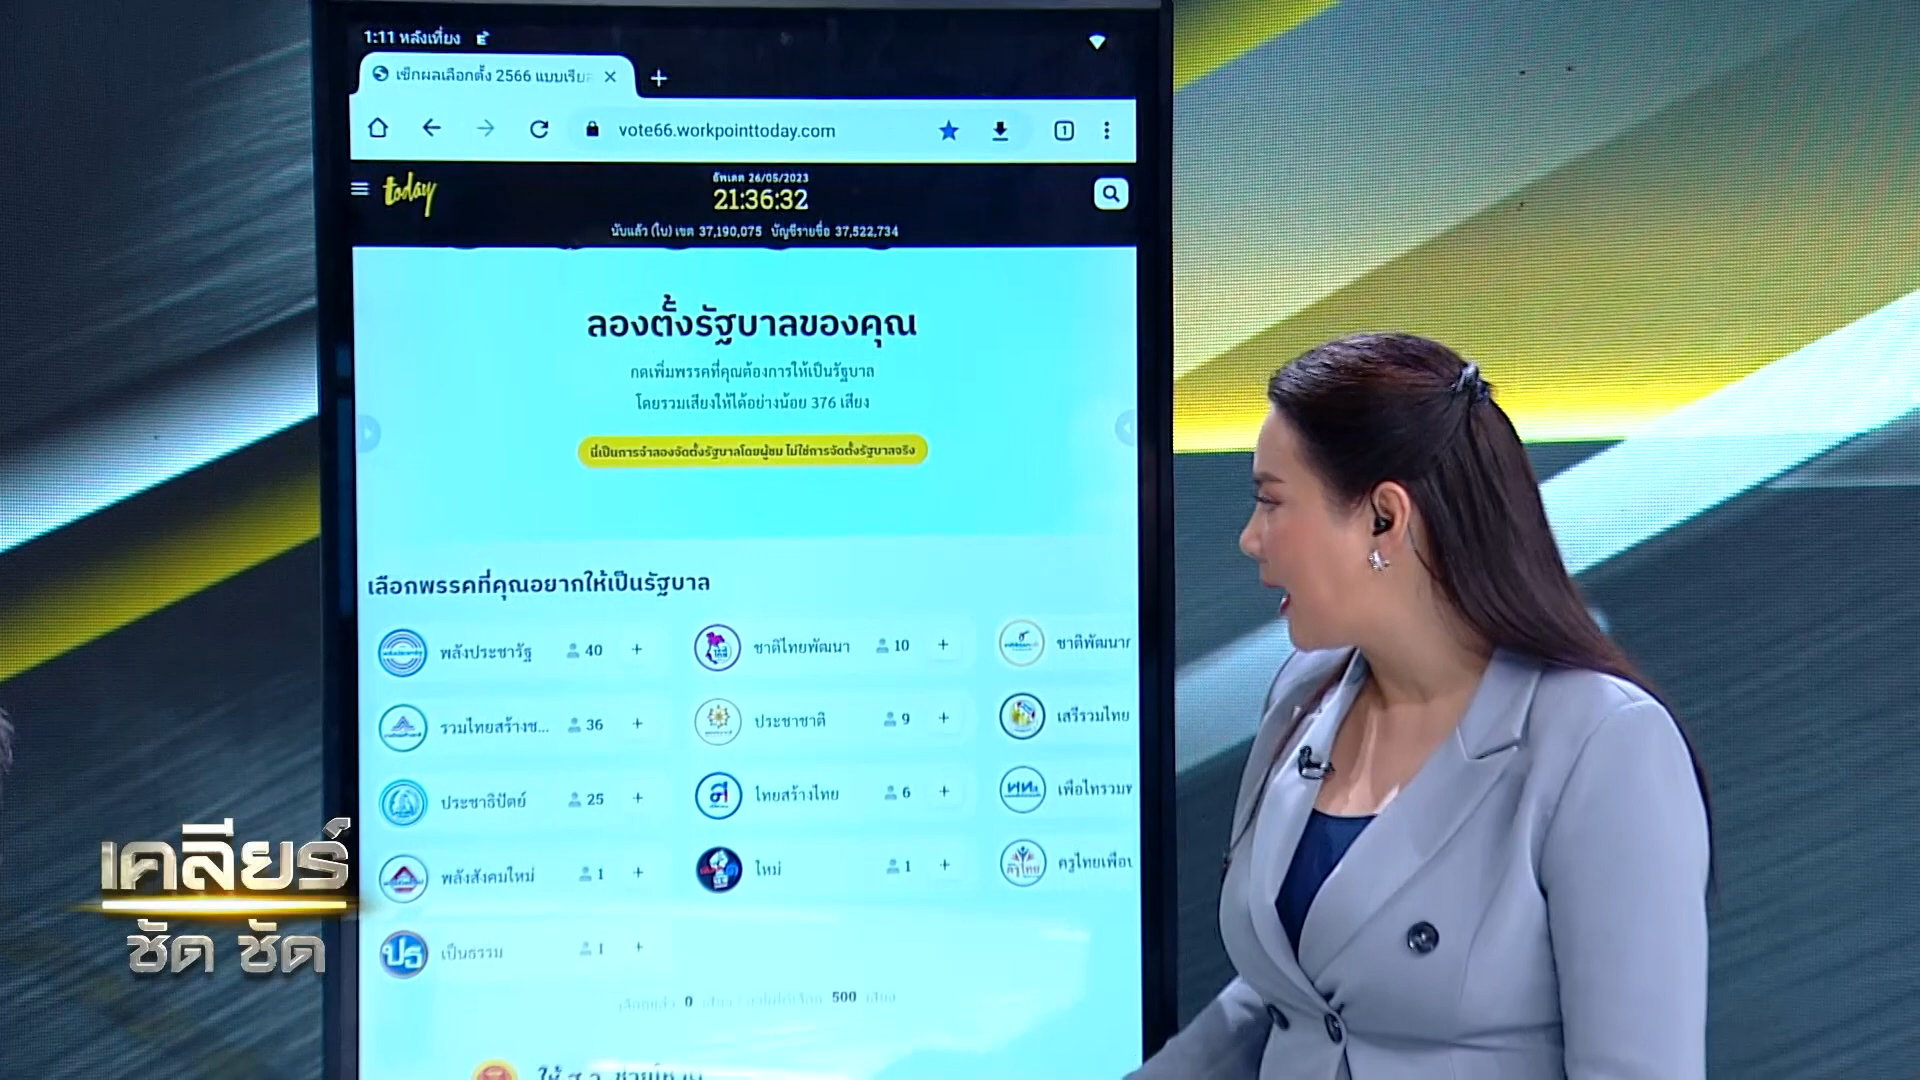 1:11 หลังเที่ยง
เช็กผลเลือกตั้ง 2566 แบบเรีย
vote66.workpointtoday.com
1
today
อัพเดต 26/05/2023
21:36:32
นับแล้ว (ใบ) เขต 37,190,075 บัญชีรายชื่อ 37,522,734
ลองตั้งรัฐบาลของคุณ
กดเพิ่มพรรคที่คุณต้องการให้เป็นรัฐบาล
โดยรวมเสียงให้ได้อย่างน้อย 376 เสียง
นี่เป็นการจำลองจัดตั้งรัฐบาลโดยผู้ชม ไม่ใช่การจัดตั้งรัฐบาลจริง
เลือกพรรคที่คุณอยากให้เป็นรัฐบาล
พลังประชารัฐ 40 + ชาติไทยพัฒนา 10 + ชาติพัฒนาก
รวมไทยสร้างช... 36 + ประชาชาติ 9 + เสรีรวมไทย
ประชาธิปัตย์ 25 + ไทยสร้างไทย 6 + เพื่อไทรวมพ
พลังสังคมใหม่ 1 + ใหม่ 1 + ครูไทยเพื่อป
ปธ เป็นธรรม 1 +
0 500 เสียง
ให้ ส.ว.
เคลียร์
ชัด ชัด